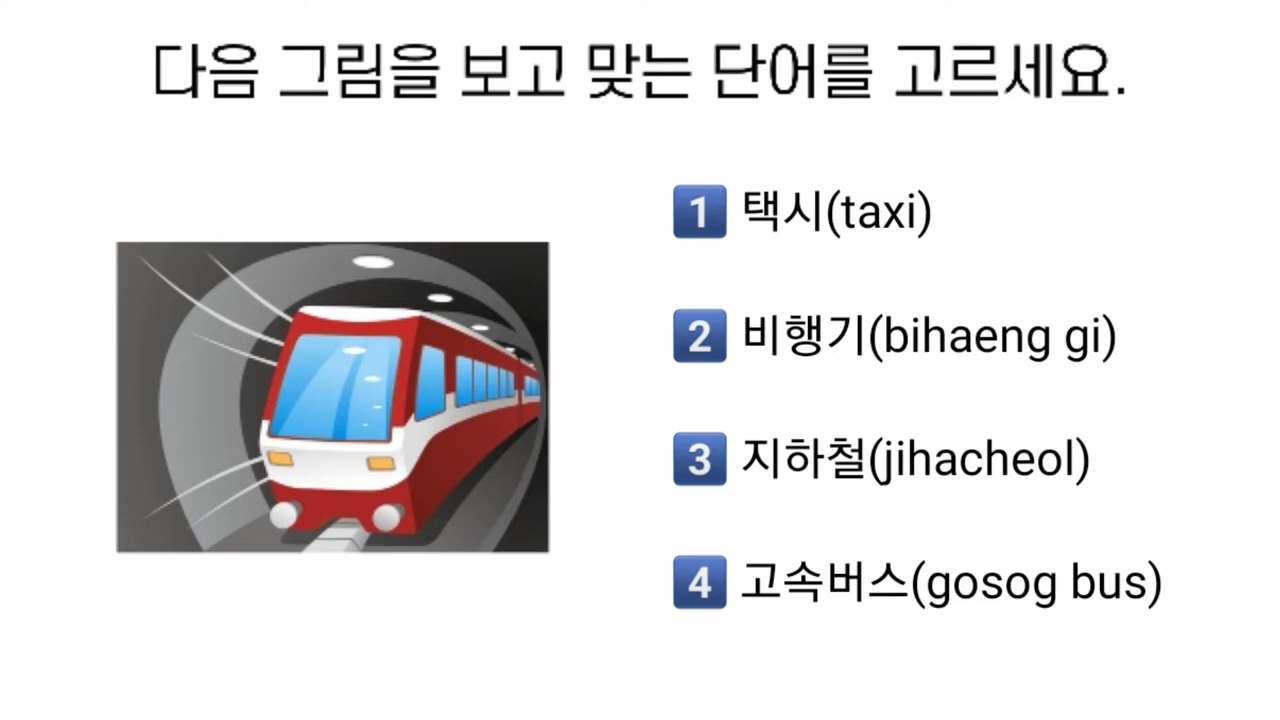 다음 그림을 보고 맞는 단어를 고르세요.
1 택시(taxi)
2 비행기(bihaeng gi)
3 지하철(jihacheol)
4 고속버스(gosog bus)